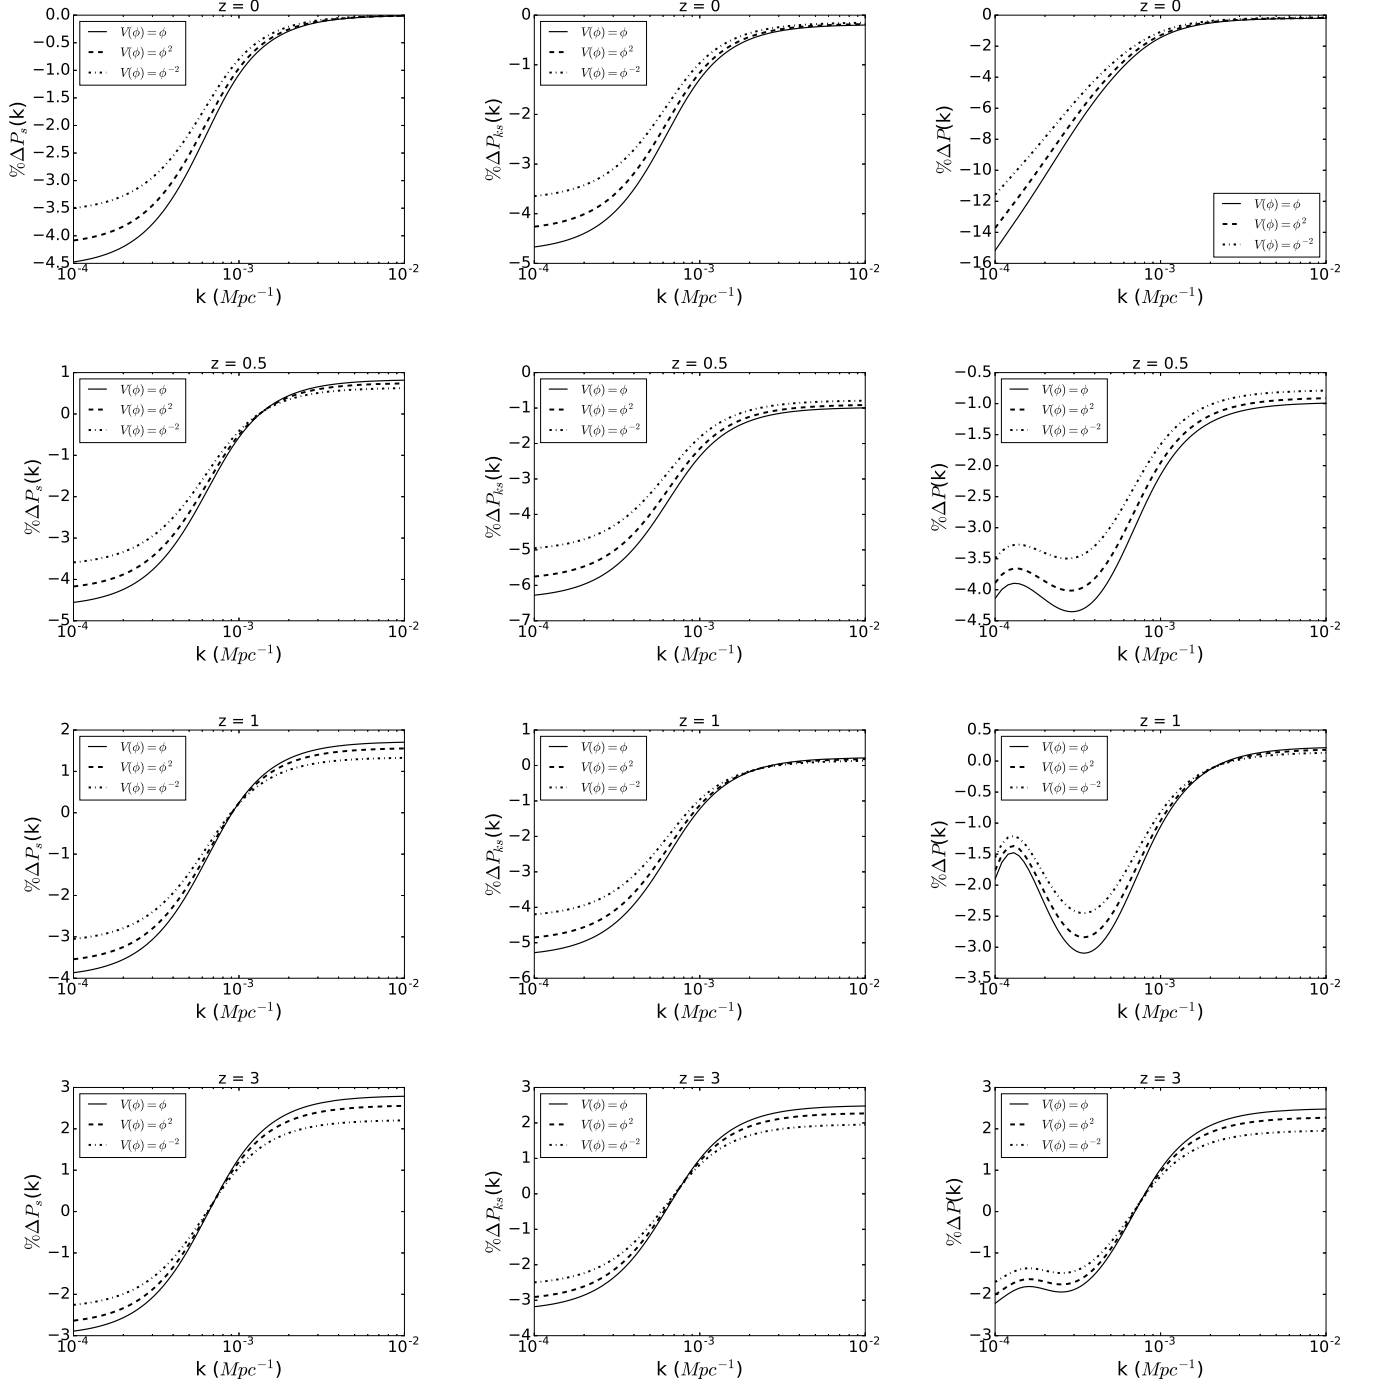 z = 0
z = 0
z = 0
%ΔP_s(k)
0.0
−0.5
−1.0
−1.5
−2.0
−2.5
−3.0
−3.5
−4.0
−4.5
V(ϕ) = ϕ
V(ϕ) = ϕ²
V(ϕ) = ϕ⁻²
10⁻⁴
10⁻³
10⁻²
k (Mpc⁻¹)
%ΔP_ks(k)
0
−1
−2
−3
−4
−5
V(ϕ) = ϕ
V(ϕ) = ϕ²
V(ϕ) = ϕ⁻²
10⁻⁴
10⁻³
10⁻²
k (Mpc⁻¹)
%ΔP(k)
0
−2
−4
−6
−8
−10
−12
−14
−16
V(ϕ) = ϕ
V(ϕ) = ϕ²
V(ϕ) = ϕ⁻²
10⁻⁴
10⁻³
10⁻²
k (Mpc⁻¹)
z = 0.5
z = 0.5
z = 0.5
%ΔP_s(k)
1
0
−1
−2
−3
−4
−5
V(ϕ) = ϕ
V(ϕ) = ϕ²
V(ϕ) = ϕ⁻²
10⁻⁴
10⁻³
10⁻²
k (Mpc⁻¹)
%ΔP_ks(k)
0
−1
−2
−3
−4
−5
−6
−7
V(ϕ) = ϕ
V(ϕ) = ϕ²
V(ϕ) = ϕ⁻²
10⁻⁴
10⁻³
10⁻²
k (Mpc⁻¹)
%ΔP(k)
−0.5
−1.0
−1.5
−2.0
−2.5
−3.0
−3.5
−4.0
−4.5
V(ϕ) = ϕ
V(ϕ) = ϕ²
V(ϕ) = ϕ⁻²
10⁻⁴
10⁻³
10⁻²
k (Mpc⁻¹)
z = 1
z = 1
z = 1
%ΔP_s(k)
2
1
0
−1
−2
−3
−4
V(ϕ) = ϕ
V(ϕ) = ϕ²
V(ϕ) = ϕ⁻²
10⁻⁴
10⁻³
10⁻²
k (Mpc⁻¹)
%ΔP_ks(k)
1
0
−1
−2
−3
−4
−5
−6
V(ϕ) = ϕ
V(ϕ) = ϕ²
V(ϕ) = ϕ⁻²
10⁻⁴
10⁻³
10⁻²
k (Mpc⁻¹)
%ΔP(k)
0.5
0.0
−0.5
−1.0
−1.5
−2.0
−2.5
−3.0
−3.5
V(ϕ) = ϕ
V(ϕ) = ϕ²
V(ϕ) = ϕ⁻²
10⁻⁴
10⁻³
10⁻²
k (Mpc⁻¹)
z = 3
z = 3
z = 3
%ΔP_s(k)
3
2
1
0
−1
−2
−3
V(ϕ) = ϕ
V(ϕ) = ϕ²
V(ϕ) = ϕ⁻²
10⁻⁴
10⁻³
10⁻²
k (Mpc⁻¹)
%ΔP_ks(k)
3
2
1
0
−1
−2
−3
−4
V(ϕ) = ϕ
V(ϕ) = ϕ²
V(ϕ) = ϕ⁻²
10⁻⁴
10⁻³
10⁻²
k (Mpc⁻¹)
%ΔP(k)
3
2
1
0
−1
−2
−3
V(ϕ) = ϕ
V(ϕ) = ϕ²
V(ϕ) = ϕ⁻²
10⁻⁴
10⁻³
10⁻²
k (Mpc⁻¹)